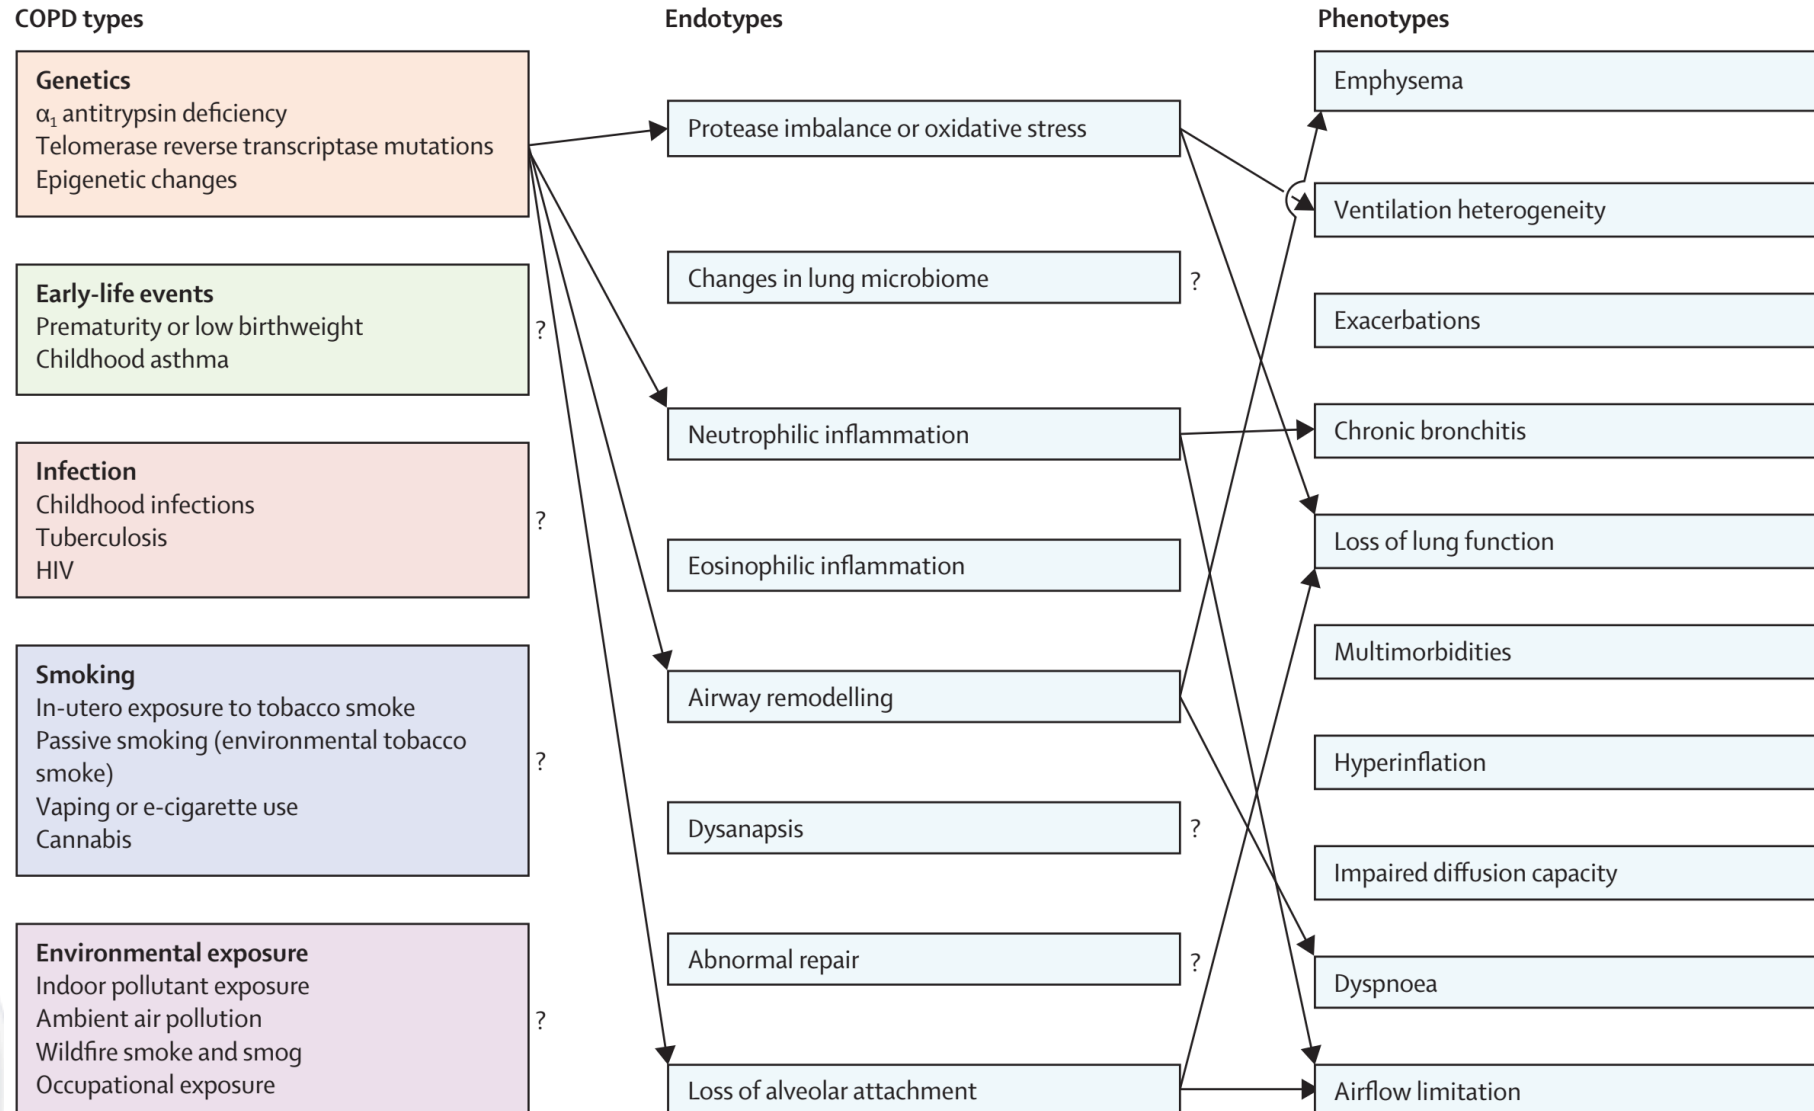 COPD types
Genetics
α₁ antitrypsin deficiency
Telomerase reverse transcriptase mutations
Epigenetic changes
Early-life events
Prematurity or low birthweight
Childhood asthma
?
Infection
Childhood infections
Tuberculosis
HIV
?
Smoking
In-utero exposure to tobacco smoke
Passive smoking (environmental tobacco
smoke)
Vaping or e-cigarette use
Cannabis
?
Environmental exposure
Indoor pollutant exposure
Ambient air pollution
Wildfire smoke and smog
Occupational exposure
?
Endotypes
Protease imbalance or oxidative stress
Changes in lung microbiome
?
Neutrophilic inflammation
Eosinophilic inflammation
Airway remodelling
Dysanapsis
?
Abnormal repair
?
Loss of alveolar attachment
Phenotypes
Emphysema
Ventilation heterogeneity
Exacerbations
Chronic bronchitis
Loss of lung function
Multimorbidities
Hyperinflation
Impaired diffusion capacity
Dyspnoea
Airflow limitation